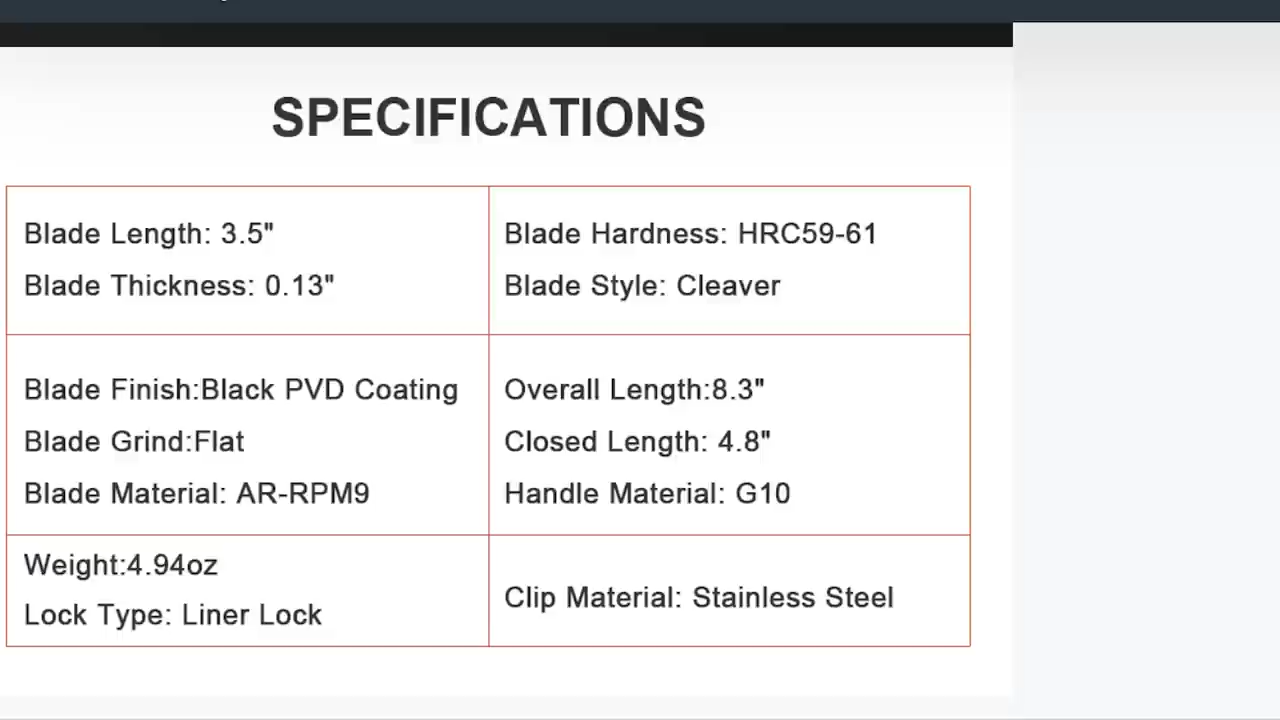 SPECIFICATIONS
Blade Length: 3.5"
Blade Thickness: 0.13"
Blade Hardness: HRC59-61
Blade Style: Cleaver
Blade Finish:Black PVD Coating
Blade Grind:Flat
Blade Material: AR-RPM9
Overall Length:8.3"
Closed Length: 4.8"
Handle Material: G10
Weight:4.94oz
Lock Type: Liner Lock
Clip Material: Stainless Steel